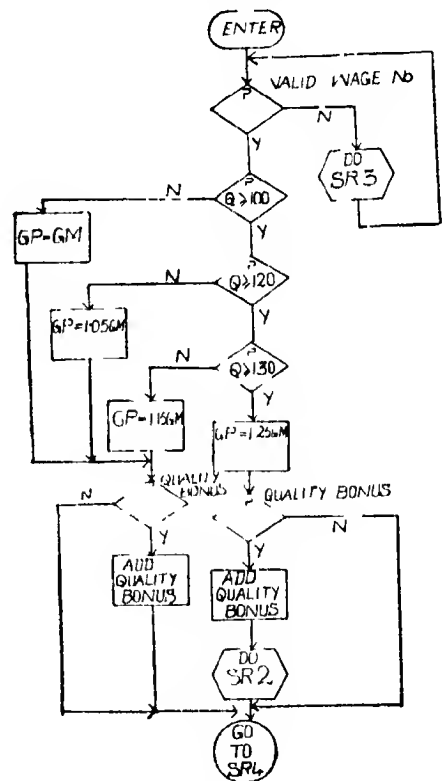 ENTER
P
VALID WAGE No
N
Y
DO
SR3
P
Q≥100
N
Y
GP=GM
P
Q≥120
N
Y
GP=1.05GM
P
Q≥130
N
Y
GP=1.15GM
GP=1.25GM
QUALITY
BONUS
N
Y
P
QUALITY BONUS
N
Y
ADD
QUALITY
BONUS
ADD
QUALITY
BONUS
DO
SR2
GO
TO
SR4